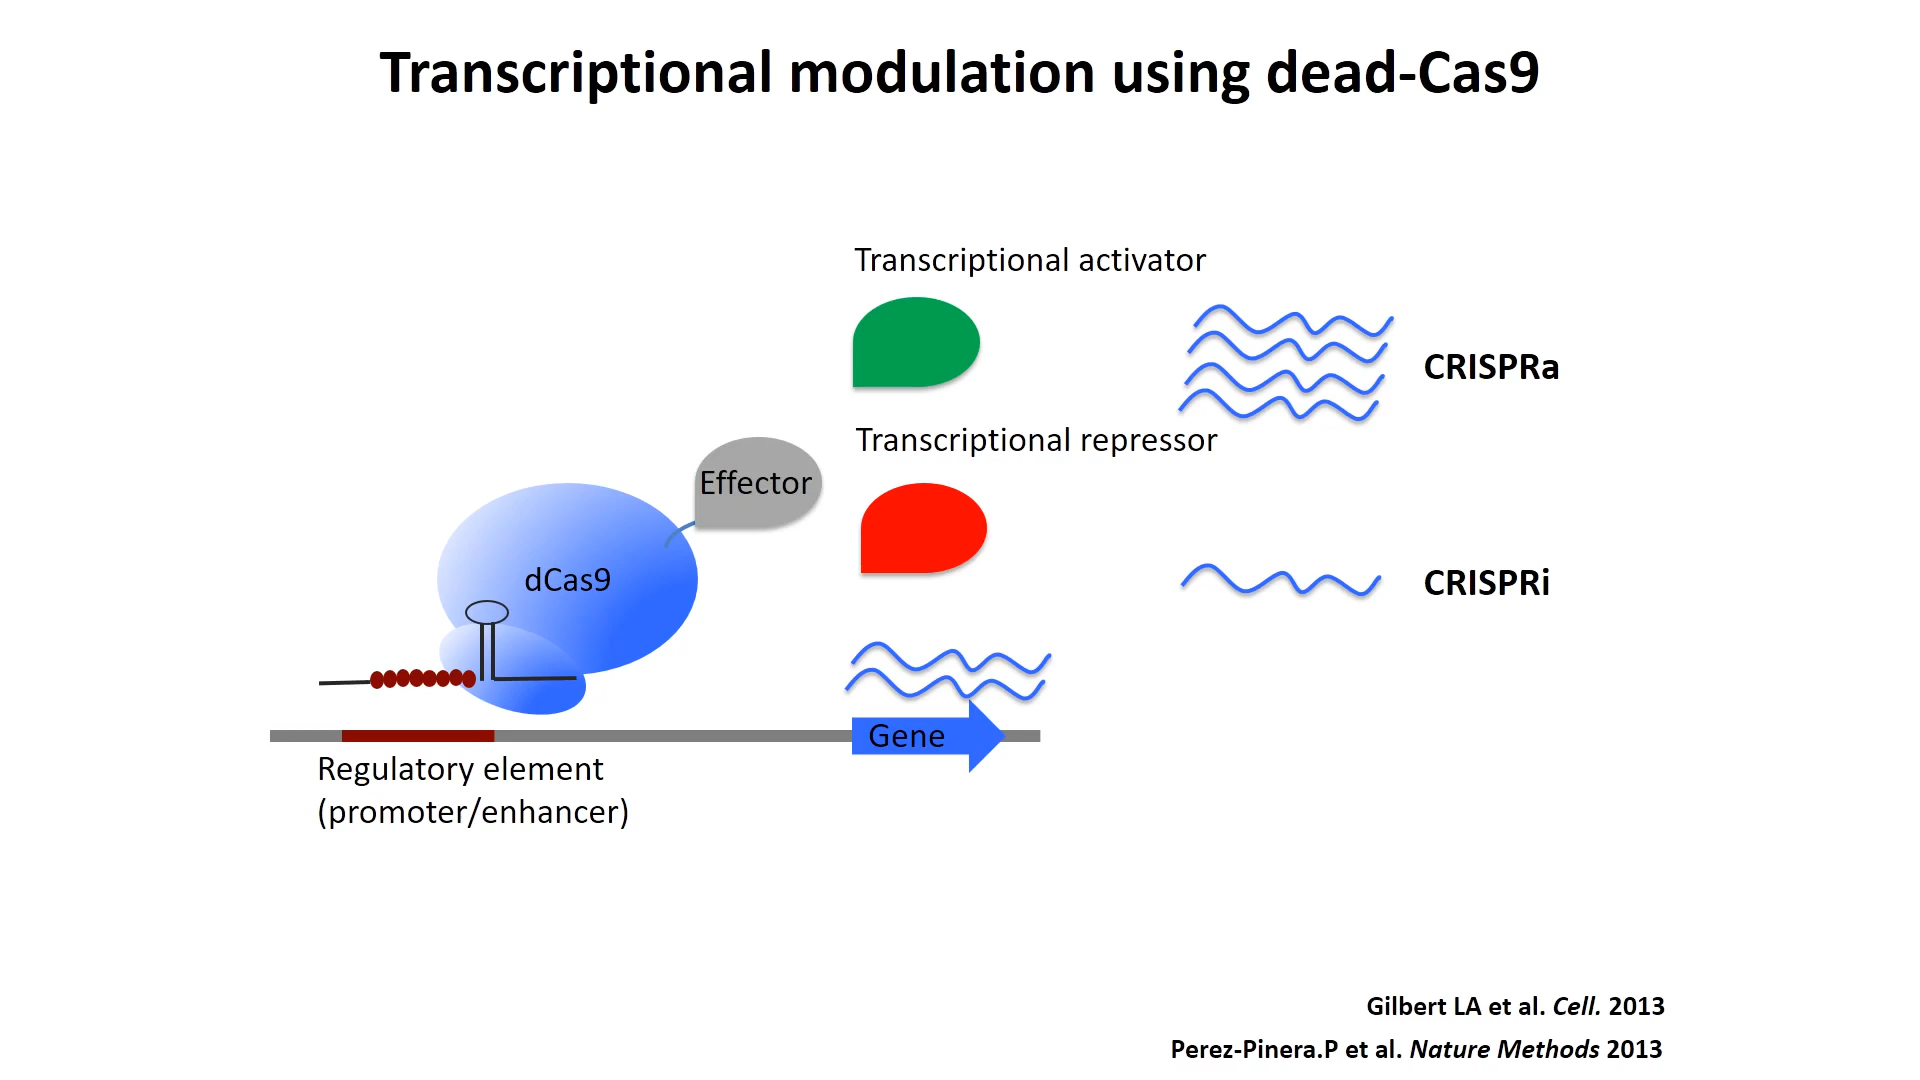 Transcriptional modulation using dead-Cas9
Transcriptional activator
CRISPRa
Transcriptional repressor
Effector
dCas9
CRISPRi
Gene
Regulatory element
(promoter/enhancer)
Gilbert LA et al. Cell. 2013
Perez-Pinera.P et al. Nature Methods 2013